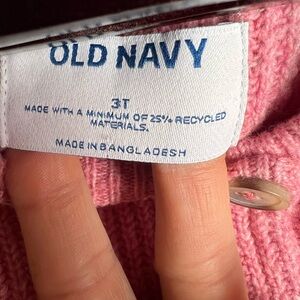 OLD NAVY
3T
MADE WITH A MINIMUM OF 25% RECYCLED
MATERIALS.
MADE IN BANGLADESH